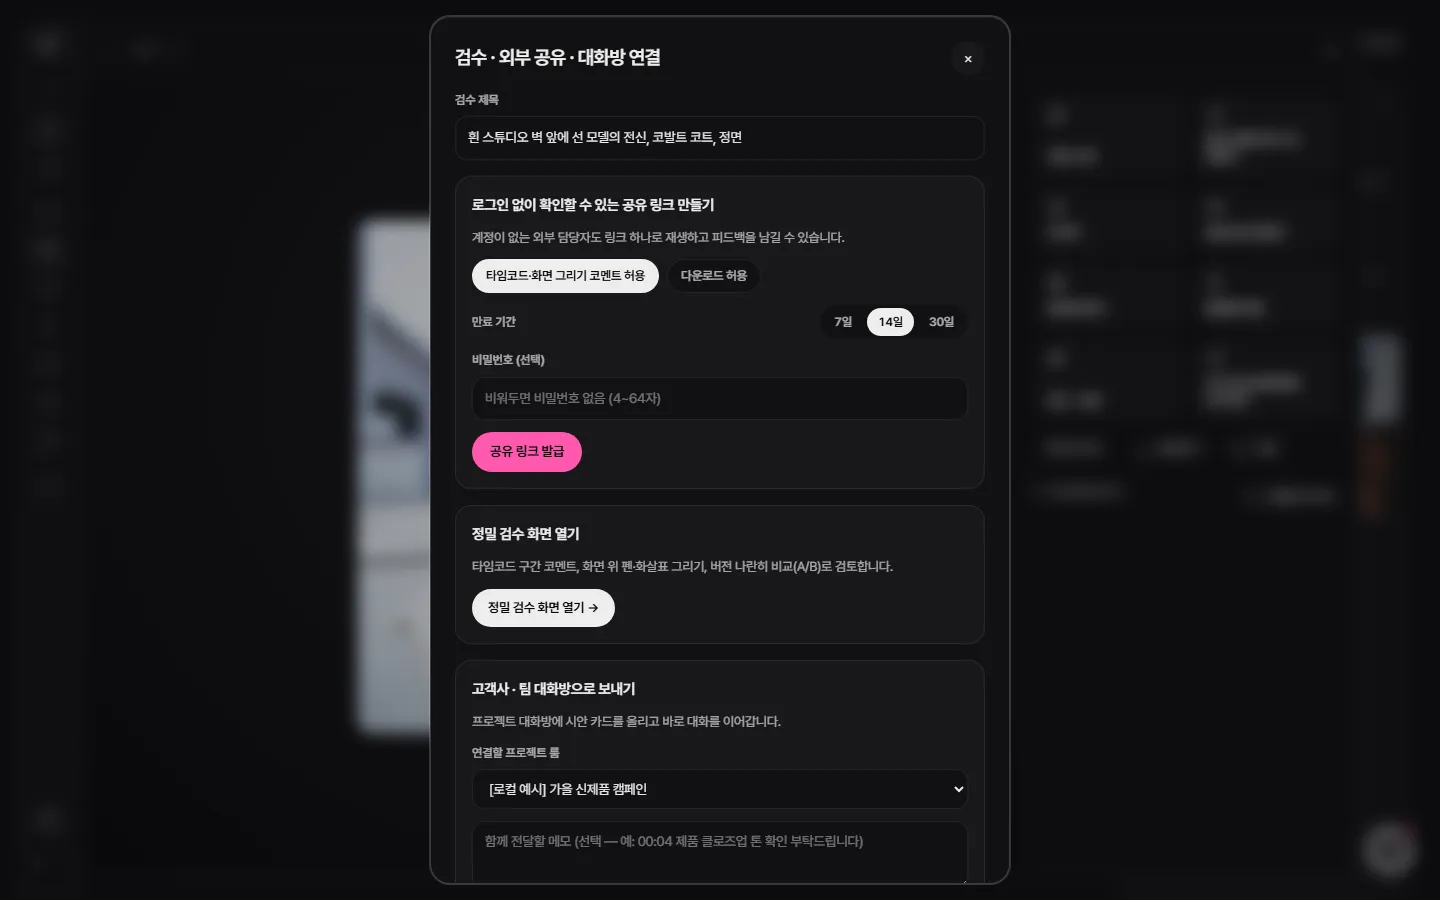 검수 · 외부 공유 · 대화방 연결
×
검수 제목
흰 스튜디오 벽 앞에 선 모델의 전신, 코발트 코트, 정면
로그인 없이 확인할 수 있는 공유 링크 만들기
계정이 없는 외부 담당자도 링크 하나로 재생하고 피드백을 남길 수 있습니다.
타임코드·화면 그리기 코멘트 허용
다운로드 허용
만료 기간
7일
14일
30일
비밀번호 (선택)
비워두면 비밀번호 없음 (4~64자)
공유 링크 발급
정밀 검수 화면 열기
타임코드 구간 코멘트, 화면 위 펜·화살표 그리기, 버전 나란히 비교(A/B)로 검토합니다.
정밀 검수 화면 열기 →
고객사 · 팀 대화방으로 보내기
프로젝트 대화방에 시안 카드를 올리고 바로 대화를 이어갑니다.
연결할 프로젝트 룸
[로컬 예시] 가을 신제품 캠페인
함께 전달할 메모 (선택 — 예: 00:04 제품 클로즈업 톤 확인 부탁드립니다)